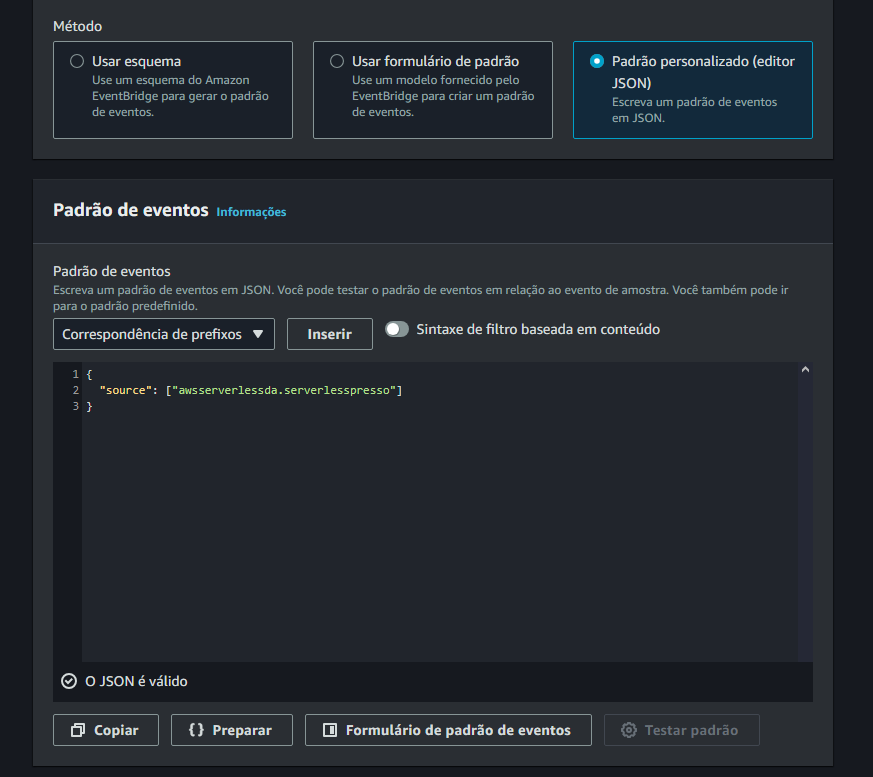 Método
Usar esquema
Use um esquema do Amazon
EventBridge para gerar o padrão
de eventos.
Usar formulário de padrão
Use um modelo fornecido pelo
EventBridge para criar um padrão
de eventos.
Padrão personalizado (editor
JSON)
Escreva um padrão de eventos
em JSON.
Padrão de eventos Informações
Padrão de eventos
Escreva um padrão de eventos em JSON. Você pode testar o padrão de eventos em relação ao evento de amostra. Você também pode ir
para o padrão predefinido.
Correspondência de prefixos
Inserir
Sintaxe de filtro baseada em conteúdo
1 {
2 "source": ["awsserverlessda.serverlesspresso"]
3 }
O JSON é válido
Copiar
{} Preparar
Formulário de padrão de eventos
Testar padrão